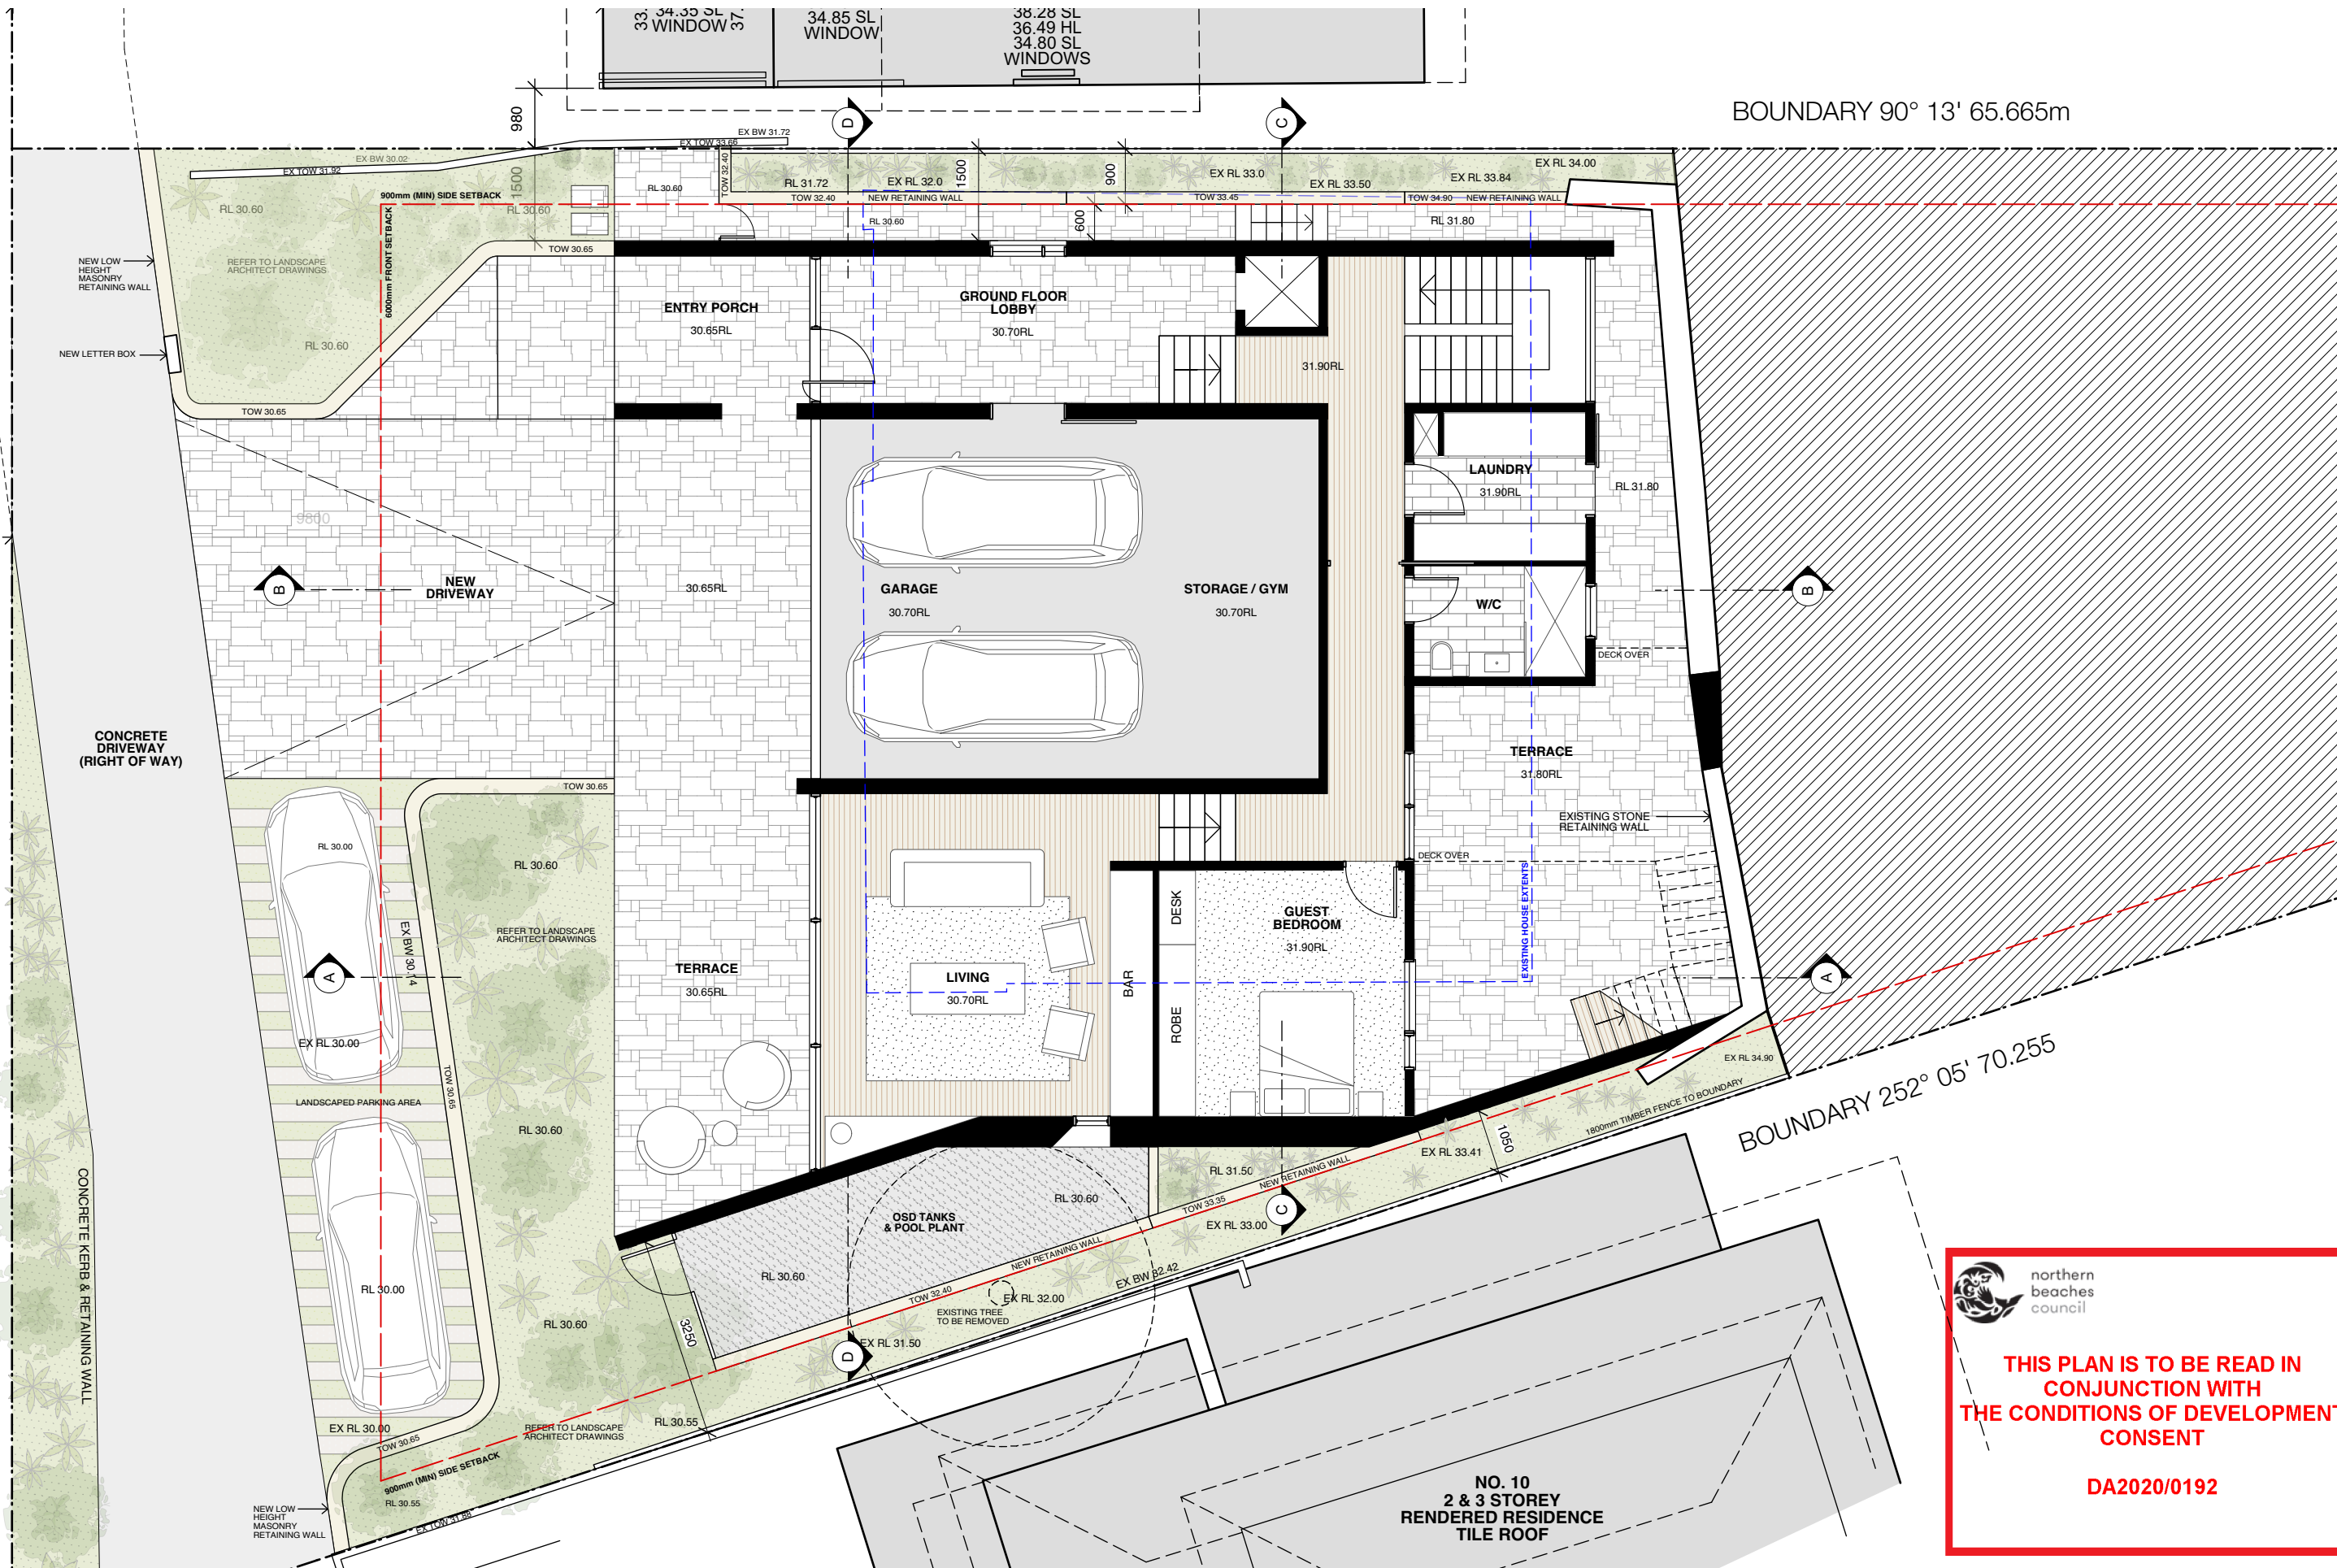 34.35 SL
WINDOW
34.85 SL
WINDOW
38.28 SL
36.49 HL
34.80 SL
WINDOWS
BOUNDARY 90° 13' 65.665m
980
D
C
EX BW 31.72
EX TOW 33.66
EX BW 30.02
EX TOW 31.92
1500
900mm (MIN) SIDE SETBACK
6000mm FRONT SETBACK
RL 30.60
RL 30.60
RL 30.60
TOW 32.40
RL 31.72
EX RL 32.0
1500
900
EX RL 33.0
EX RL 33.50
EX RL 33.84
EX RL 34.00
TOW 32.40
NEW RETAINING WALL
TOW 33.45
TOW 34.90
NEW RETAINING WALL
RL 30.60
600
RL 31.80
TOW 30.65
REFER TO LANDSCAPE
ARCHITECT DRAWINGS
NEW LOW
HEIGHT
MASONRY
RETAINING WALL
RL 30.60
NEW LETTER BOX
TOW 30.65
ENTRY PORCH
30.65RL
GROUND FLOOR
LOBBY
30.70RL
31.90RL
LAUNDRY
31.90RL
RL 31.80
9800
B
NEW
DRIVEWAY
30.65RL
GARAGE
30.70RL
STORAGE / GYM
30.70RL
W/C
B
DECK OVER
CONCRETE
DRIVEWAY
(RIGHT OF WAY)
TERRACE
31.80RL
TOW 30.65
EXISTING STONE
RETAINING WALL
RL 30.00
RL 30.60
DECK OVER
EXISTING HOUSE EXTENTS
DESK
GUEST
BEDROOM
31.90RL
REFER TO LANDSCAPE
ARCHITECT DRAWINGS
EX BW 30.14
A
TERRACE
30.65RL
LIVING
30.70RL
BAR
ROBE
A
EX RL 30.00
TOW 30.65
LANDSCAPED PARKING AREA
RL 30.60
EX RL 34.90
1800mm TIMBER FENCE TO BOUNDARY
BOUNDARY 252° 05' 70.255
1050
EX RL 33.41
RL 31.50
NEW RETAINING WALL
TOW 33.35
C
EX RL 33.00
RL 30.60
OSD TANKS
& POOL PLANT
RL 30.60
NEW RETAINING WALL
EX BW 32.42
TOW 32.40
EX RL 32.00
EXISTING TREE
TO BE REMOVED
D
EX RL 31.50
CONCRETE KERB & RETAINING WALL
RL 30.00
RL 30.60
3250
RL 30.55
EX RL 30.00
TOW 30.65
REFER TO LANDSCAPE
ARCHITECT DRAWINGS
900mm (MIN) SIDE SETBACK
RL 30.55
NEW LOW
HEIGHT
MASONRY
RETAINING WALL
NO. 10
2 & 3 STOREY
RENDERED RESIDENCE
TILE ROOF
northern
beaches
council
THIS PLAN IS TO BE READ IN
CONJUNCTION WITH
THE CONDITIONS OF DEVELOPMENT
CONSENT
DA2020/0192